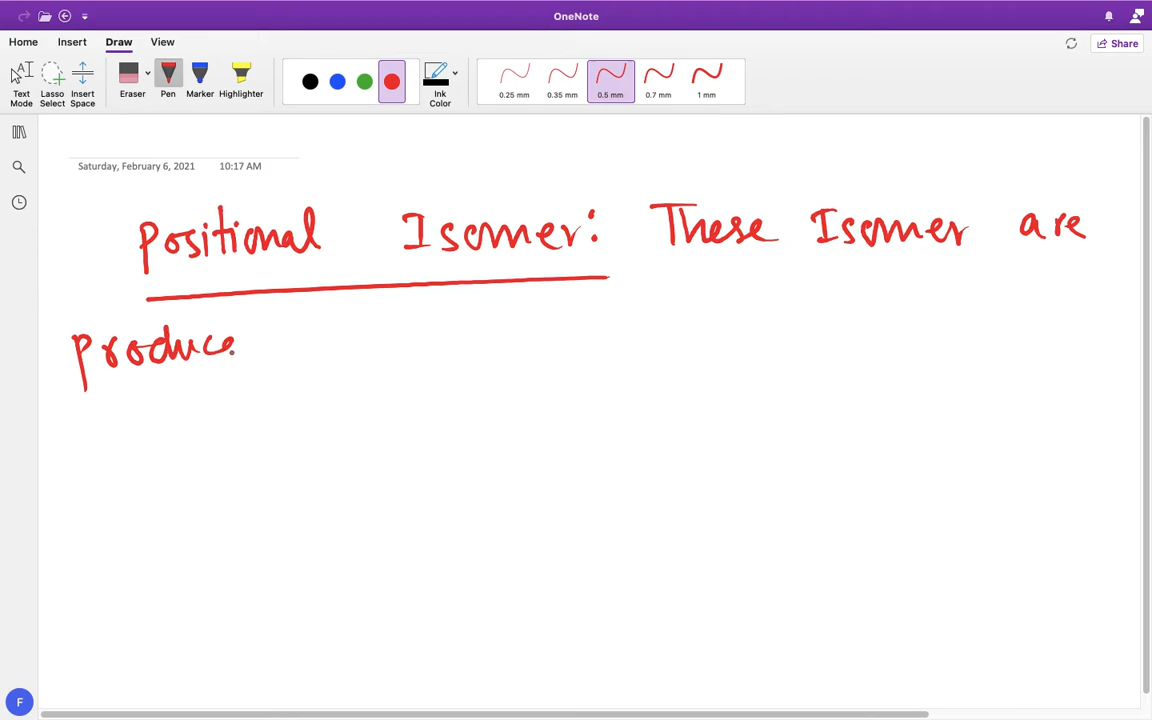 OneNote
Home Insert Draw View
Share
Text Mode
Lasso Select
Insert Space
Eraser
Pen
Marker
Highlighter
Ink Color
0.25 mm
0.35 mm
0.5 mm
0.7 mm
1 mm
Saturday, February 6, 2021 10:17 AM
Positional Isomer: These Isomer are
produce
F